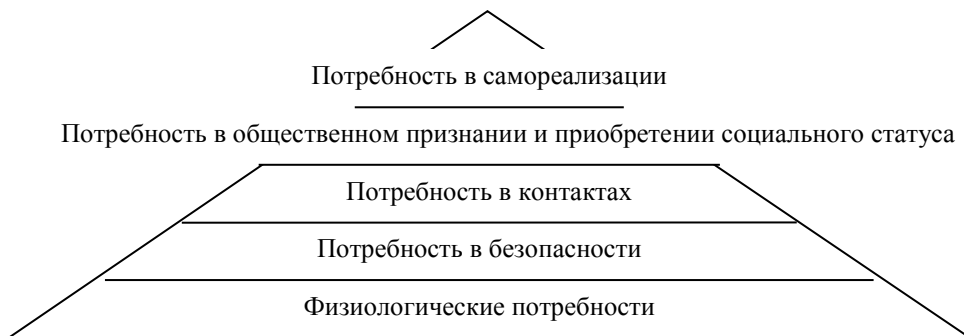 Потребность в самореализации
Потребность в общественном признании и приобретении социального статуса
Потребность в контактах
Потребность в безопасности
Физиологические потребности